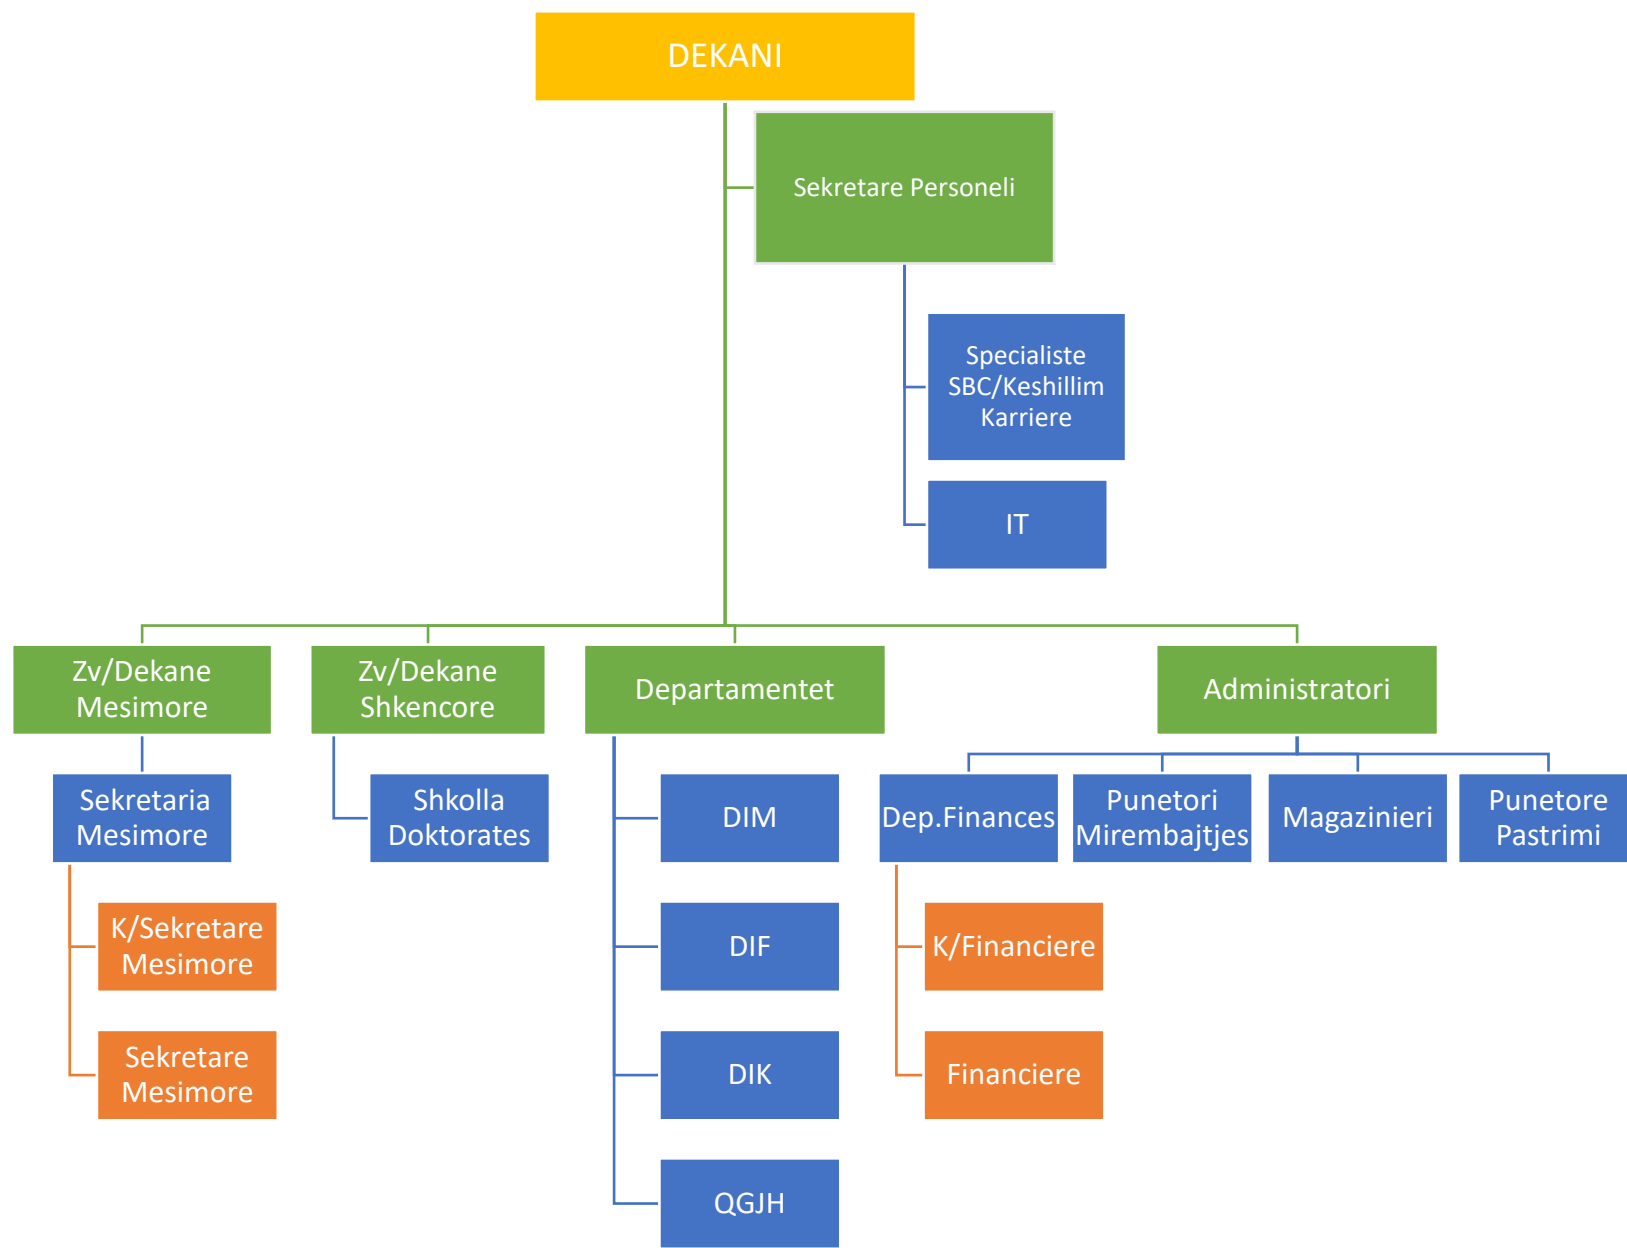 DEKANI
Sekretare Personeli
Specialiste
SBC/Keshillim
Karriere
IT
Zv/Dekane
Mesimore
Zv/Dekane
Shkencore
Departamentet
Administratori
Sekretaria
Mesimore
Shkolla
Doktorates
DIM
Dep.Finances
Punetori
Mirembajtjes
Magazinieri
Punetore
Pastrimi
K/Sekretare
Mesimore
DIF
K/Financiere
Sekretare
Mesimore
DIK
Financiere
QGJH